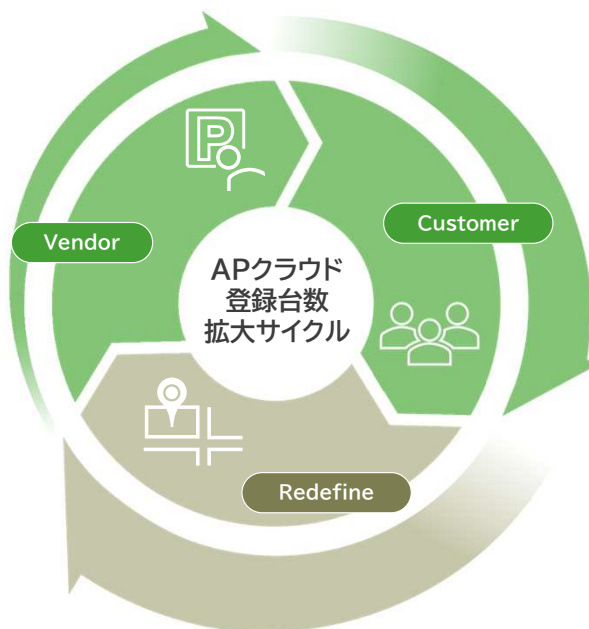 P
Vendor
Customer
APクラウド
登録台数
拡大サイクル
Redefine